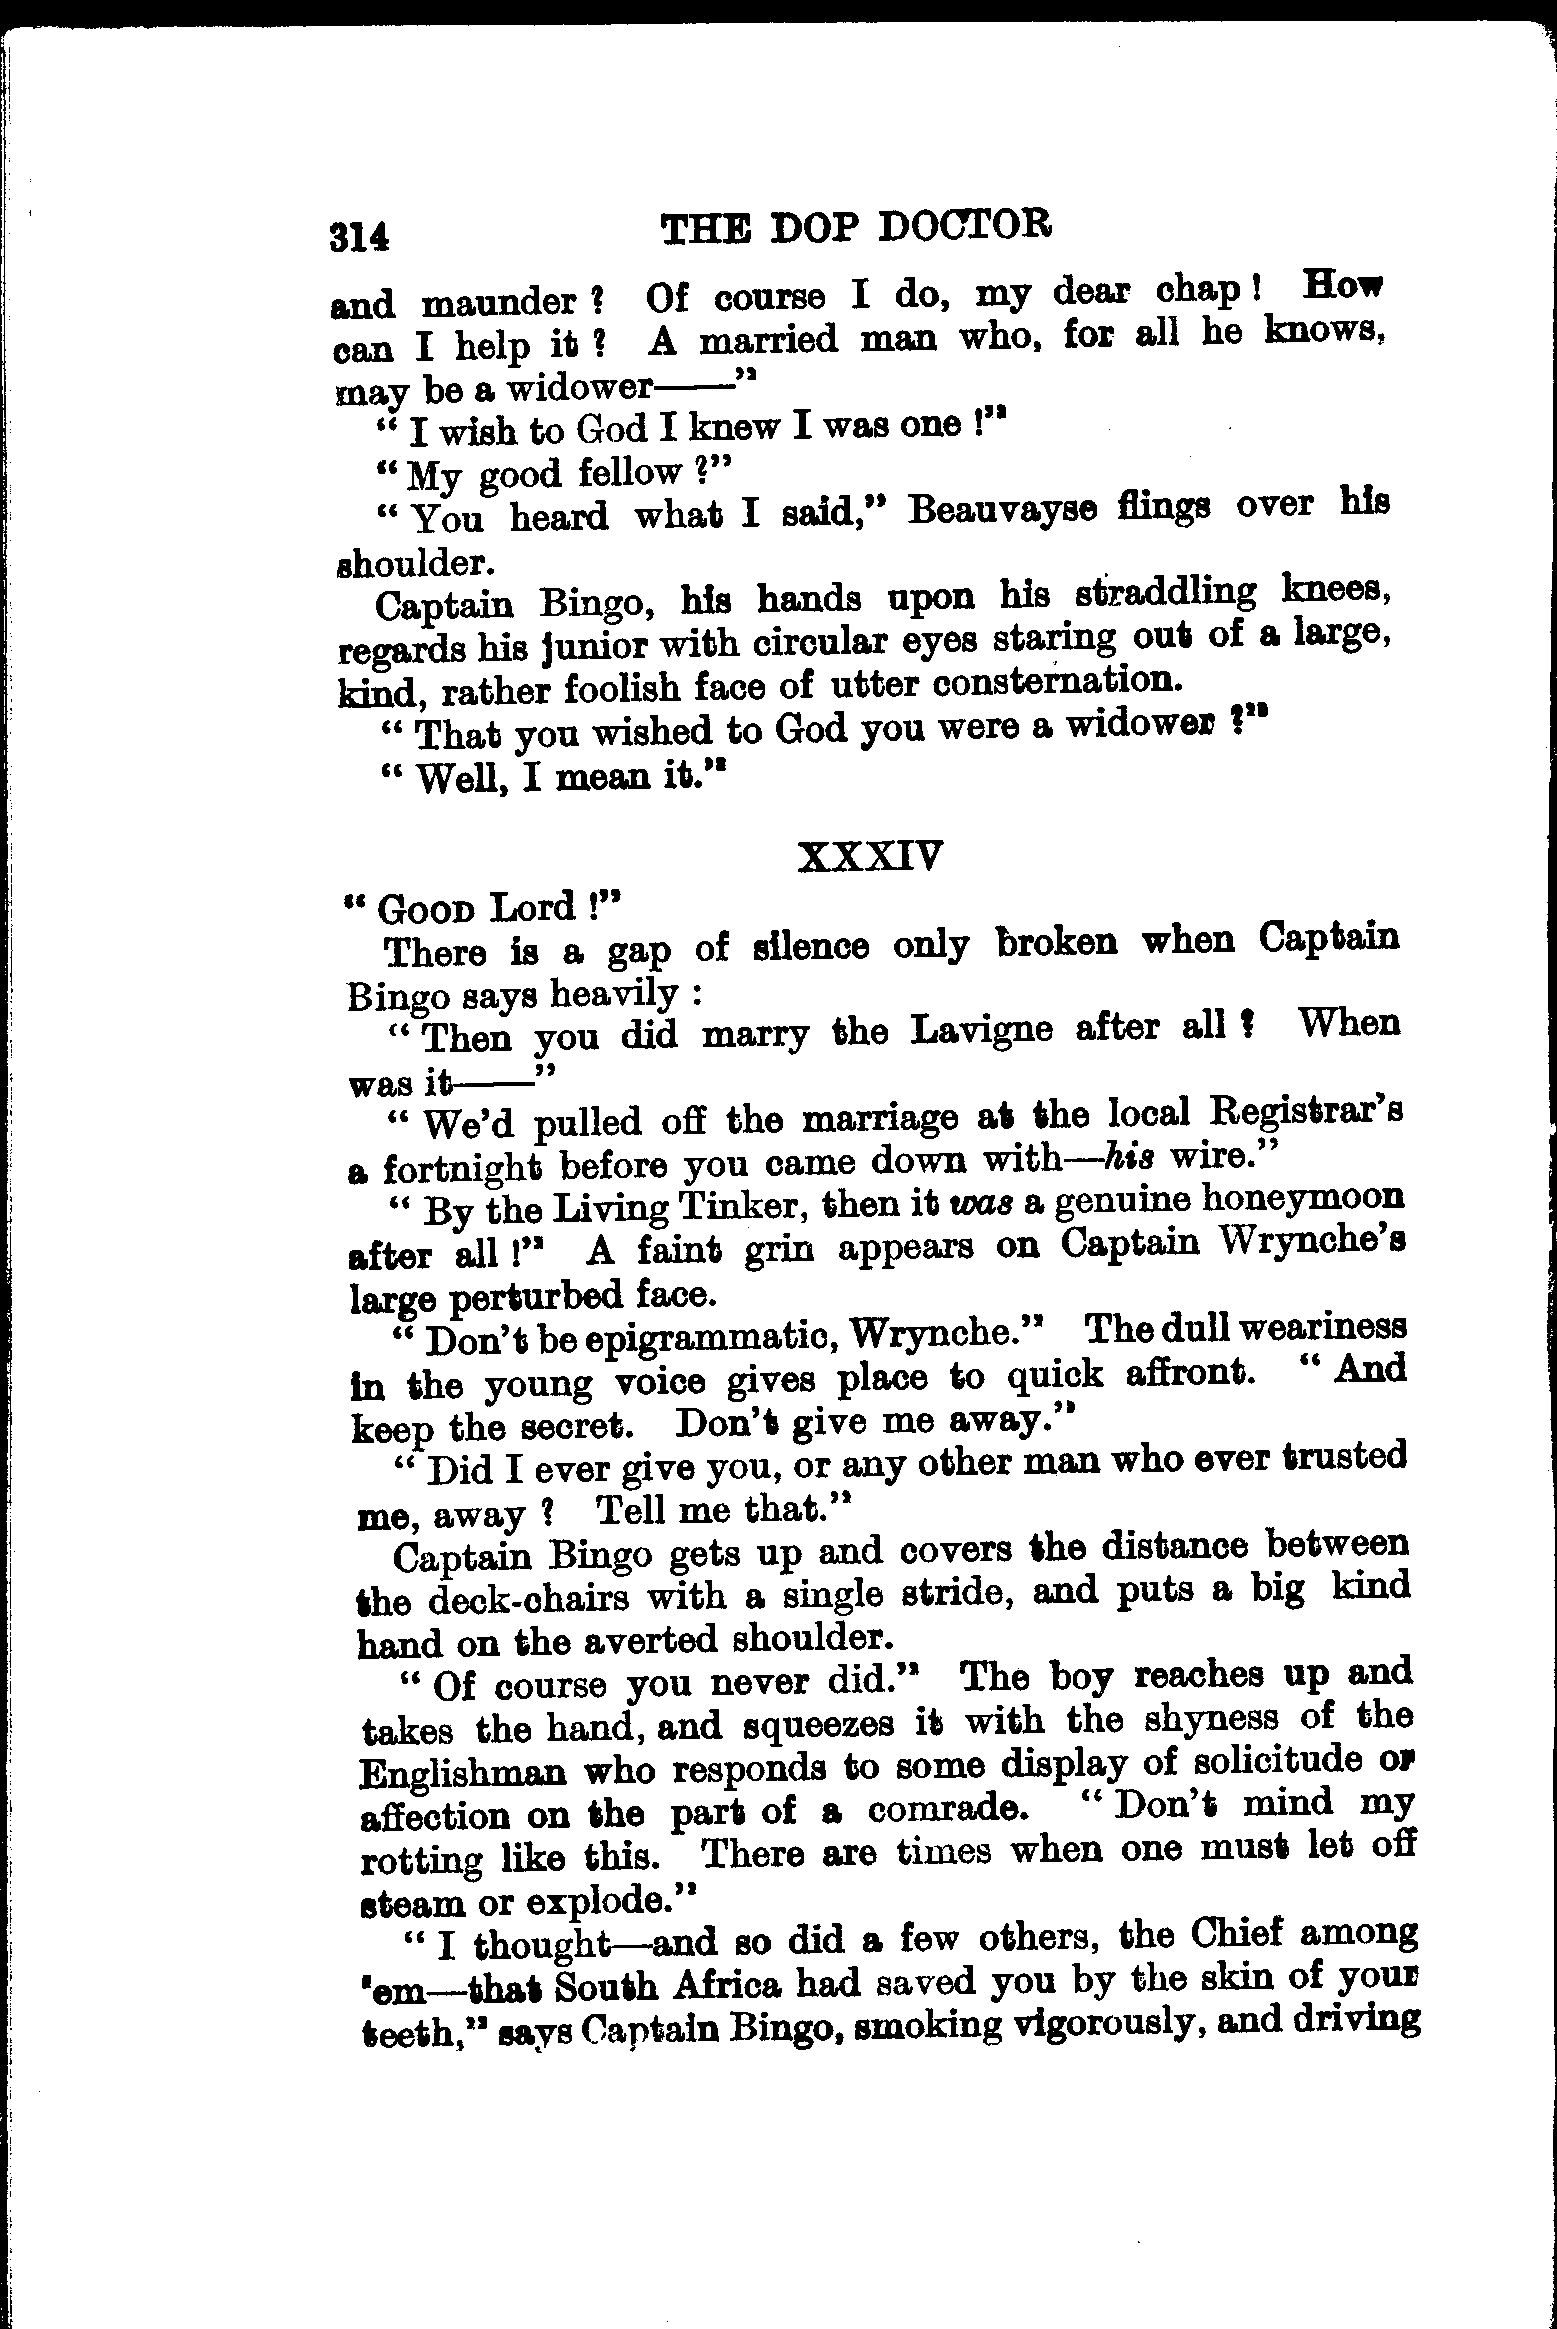 314 THE DOP DOCTOR
and maunder ? Of course I do, my dear chap ! How
can I help it ? A married man who, for all he knows,
may be a widower——”
“ I wish to God I knew I was one !”
“ My good fellow ?”
“ You heard what I said,” Beauvayse flings over his
shoulder.
Captain Bingo, his hands upon his straddling knees,
regards his junior with circular eyes staring out of a large,
kind, rather foolish face of utter consternation.
“ That you wished to God you were a widower ?”
“ Well, I mean it.”
XXXIV
“ GOOD Lord !”
There is a gap of silence only broken when Captain
Bingo says heavily :
“ Then you did marry the Lavigne after all ? When
was it——”
“ We’d pulled off the marriage at the local Registrar’s
a fortnight before you came down with—his wire.”
“ By the Living Tinker, then it was a genuine honeymoon
after all !” A faint grin appears on Captain Wrynche’s
large perturbed face.
“ Don’t be epigrammatic, Wrynche.” The dull weariness
in the young voice gives place to quick affront. “ And
keep the secret. Don’t give me away.”
“ Did I ever give you, or any other man who ever trusted
me, away ? Tell me that.”
Captain Bingo gets up and covers the distance between
the deck-chairs with a single stride, and puts a big kind
hand on the averted shoulder.
“ Of course you never did.” The boy reaches up and
takes the hand, and squeezes it with the shyness of the
Englishman who responds to some display of solicitude or
affection on the part of a comrade. “ Don’t mind my
rotting like this. There are times when one must let off
steam or explode.”
“ I thought—and so did a few others, the Chief among
’em—that South Africa had saved you by the skin of your
teeth,” says Captain Bingo, smoking vigorously, and driving